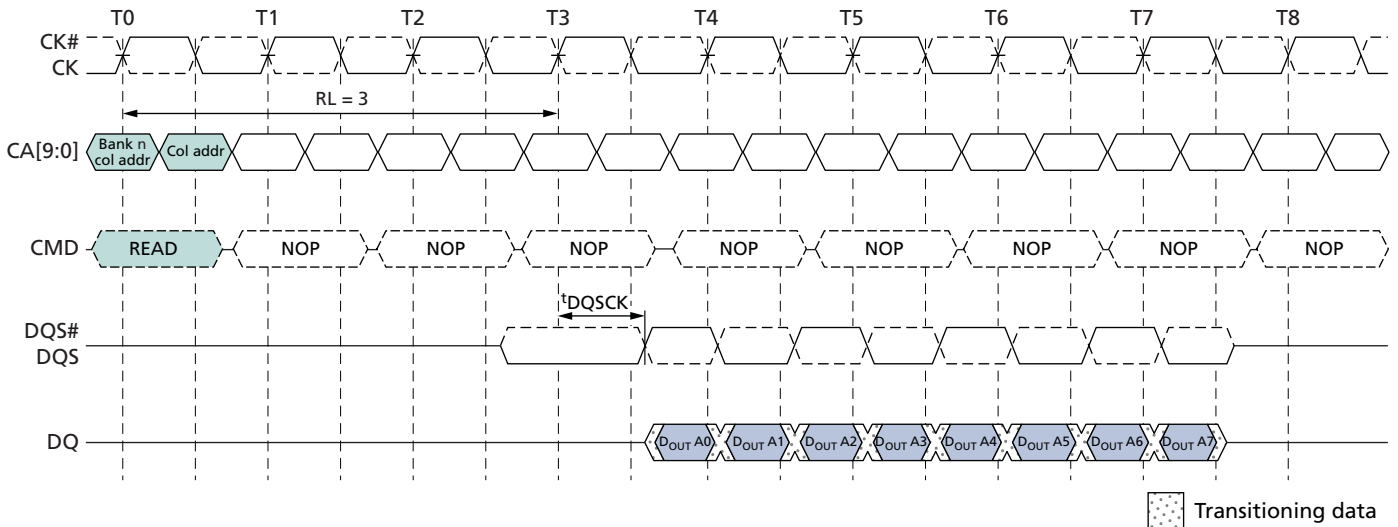 T0 T1 T2 T3 T4 T5 T6 T7 T8
CK#
CK
RL = 3
CA[9:0]
Bank n
col addr
Col addr
CMD READ NOP NOP NOP NOP NOP NOP NOP NOP
tDQSCK
DQS#
DQS
DQ DOUT A0 DOUT A1 DOUT A2 DOUT A3 DOUT A4 DOUT A5 DOUT A6 DOUT A7
Transitioning data